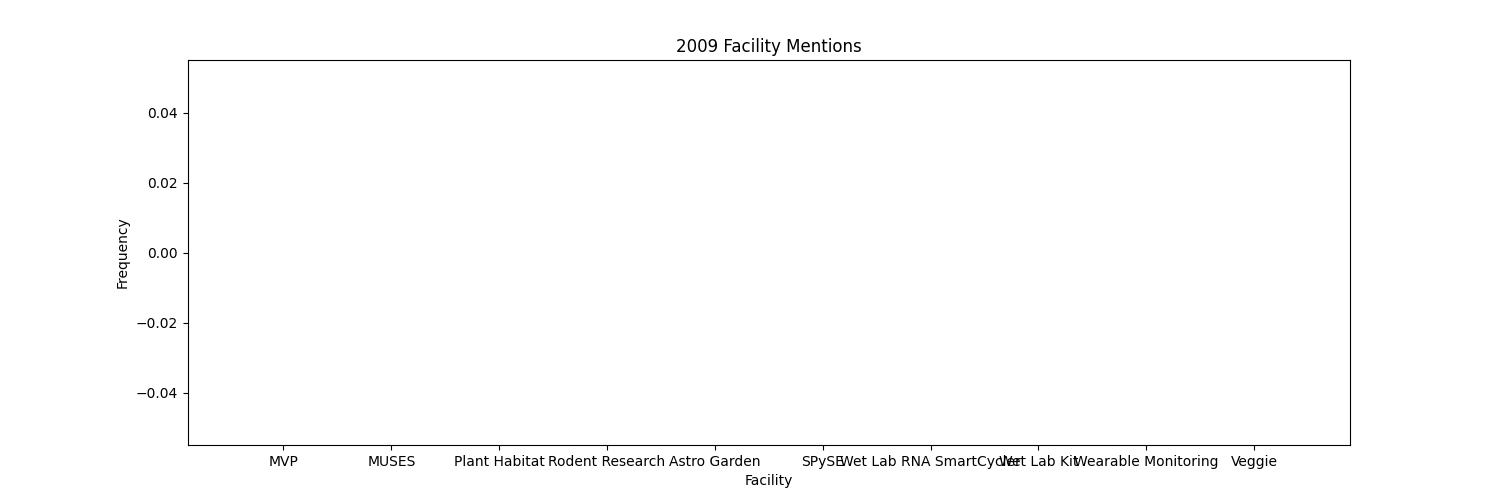 2009 Facility Mentions
0.04
0.02
0.00
−0.02
−0.04
Frequency
MVP MUSES Plant Habitat Rodent Research Astro Garden SPySE Wet Lab RNA SmartCycler Wet Lab Kit Wearable Monitoring Veggie
Facility